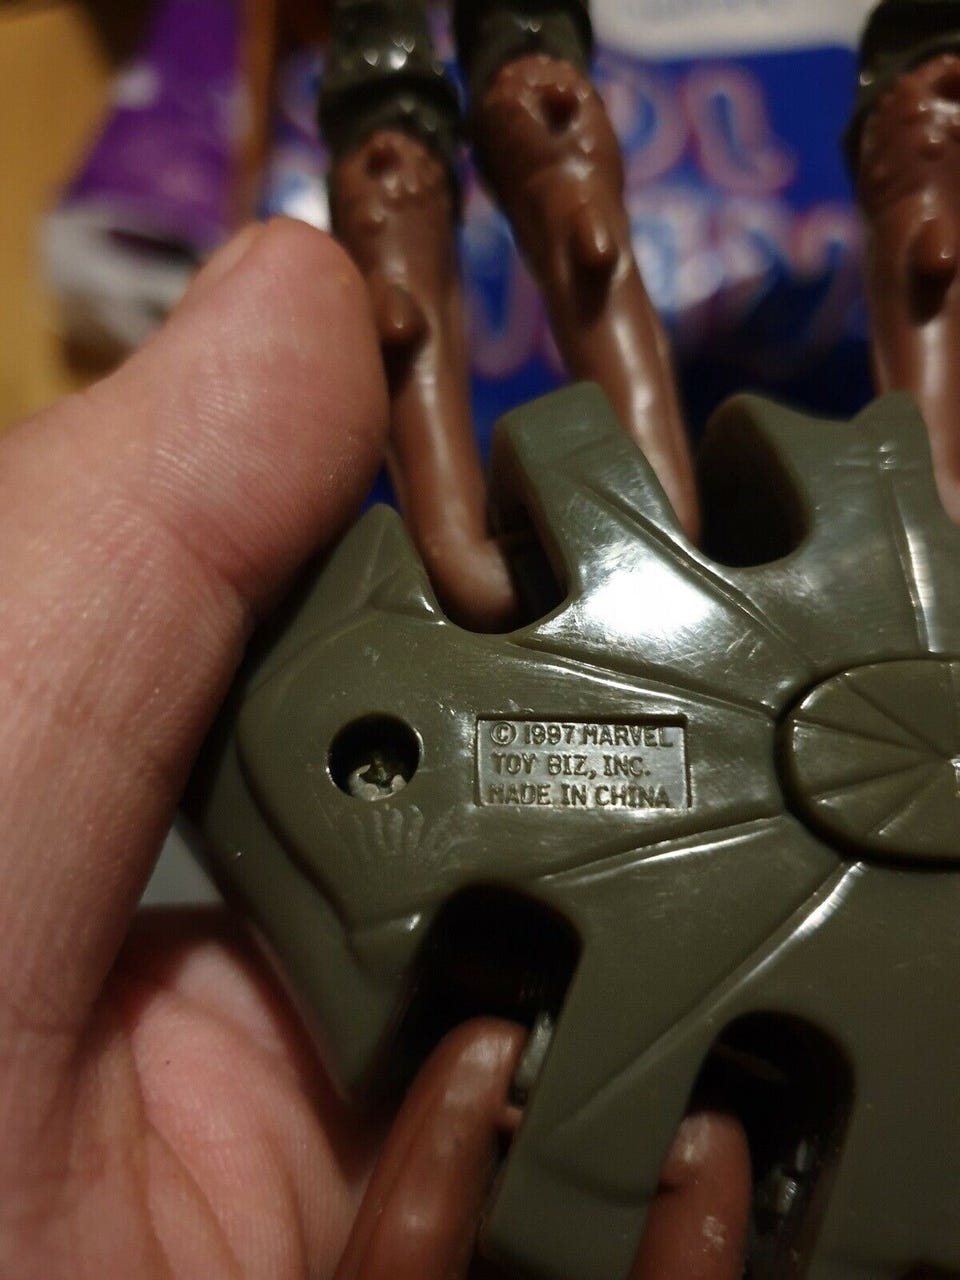 © 1997 MARVEL
TOY BIZ, INC.
MADE IN CHINA